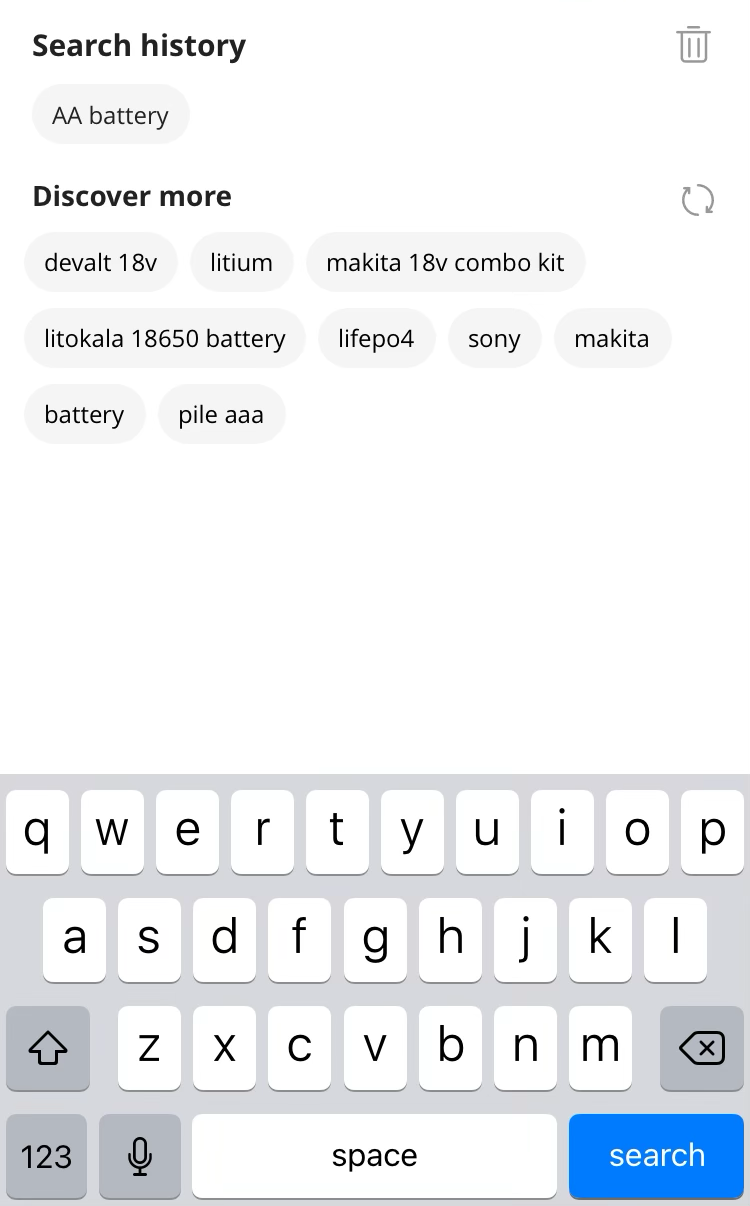 Search history
AA battery
Discover more
devalt 18v litium makita 18v combo kit
litokala 18650 battery lifepo4 sony makita
battery pile aaa
q w e r t y u i o p
a s d f g h j k l
z x c v b n m
123 space search